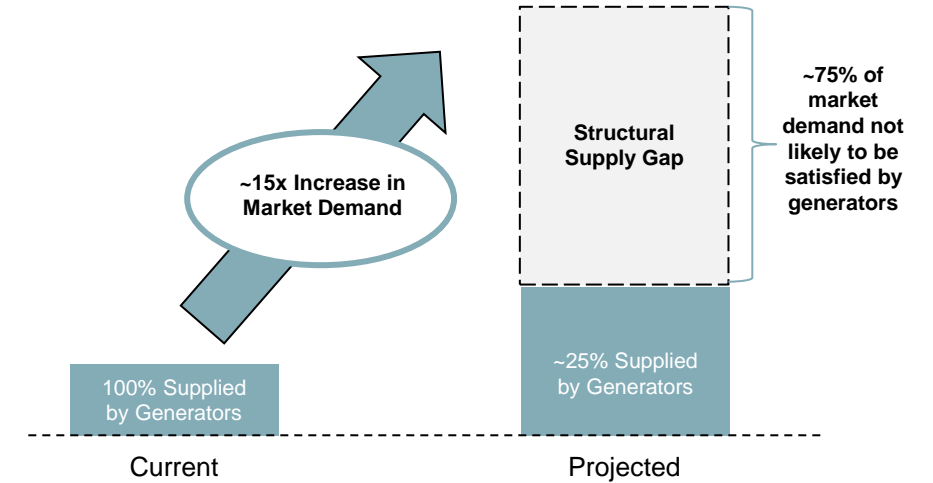 ~15x Increase in
Market Demand
100% Supplied
by Generators
Current
Structural
Supply Gap
~25% Supplied
by Generators
Projected
~75% of
market
demand not
likely to be
satisfied by
generators